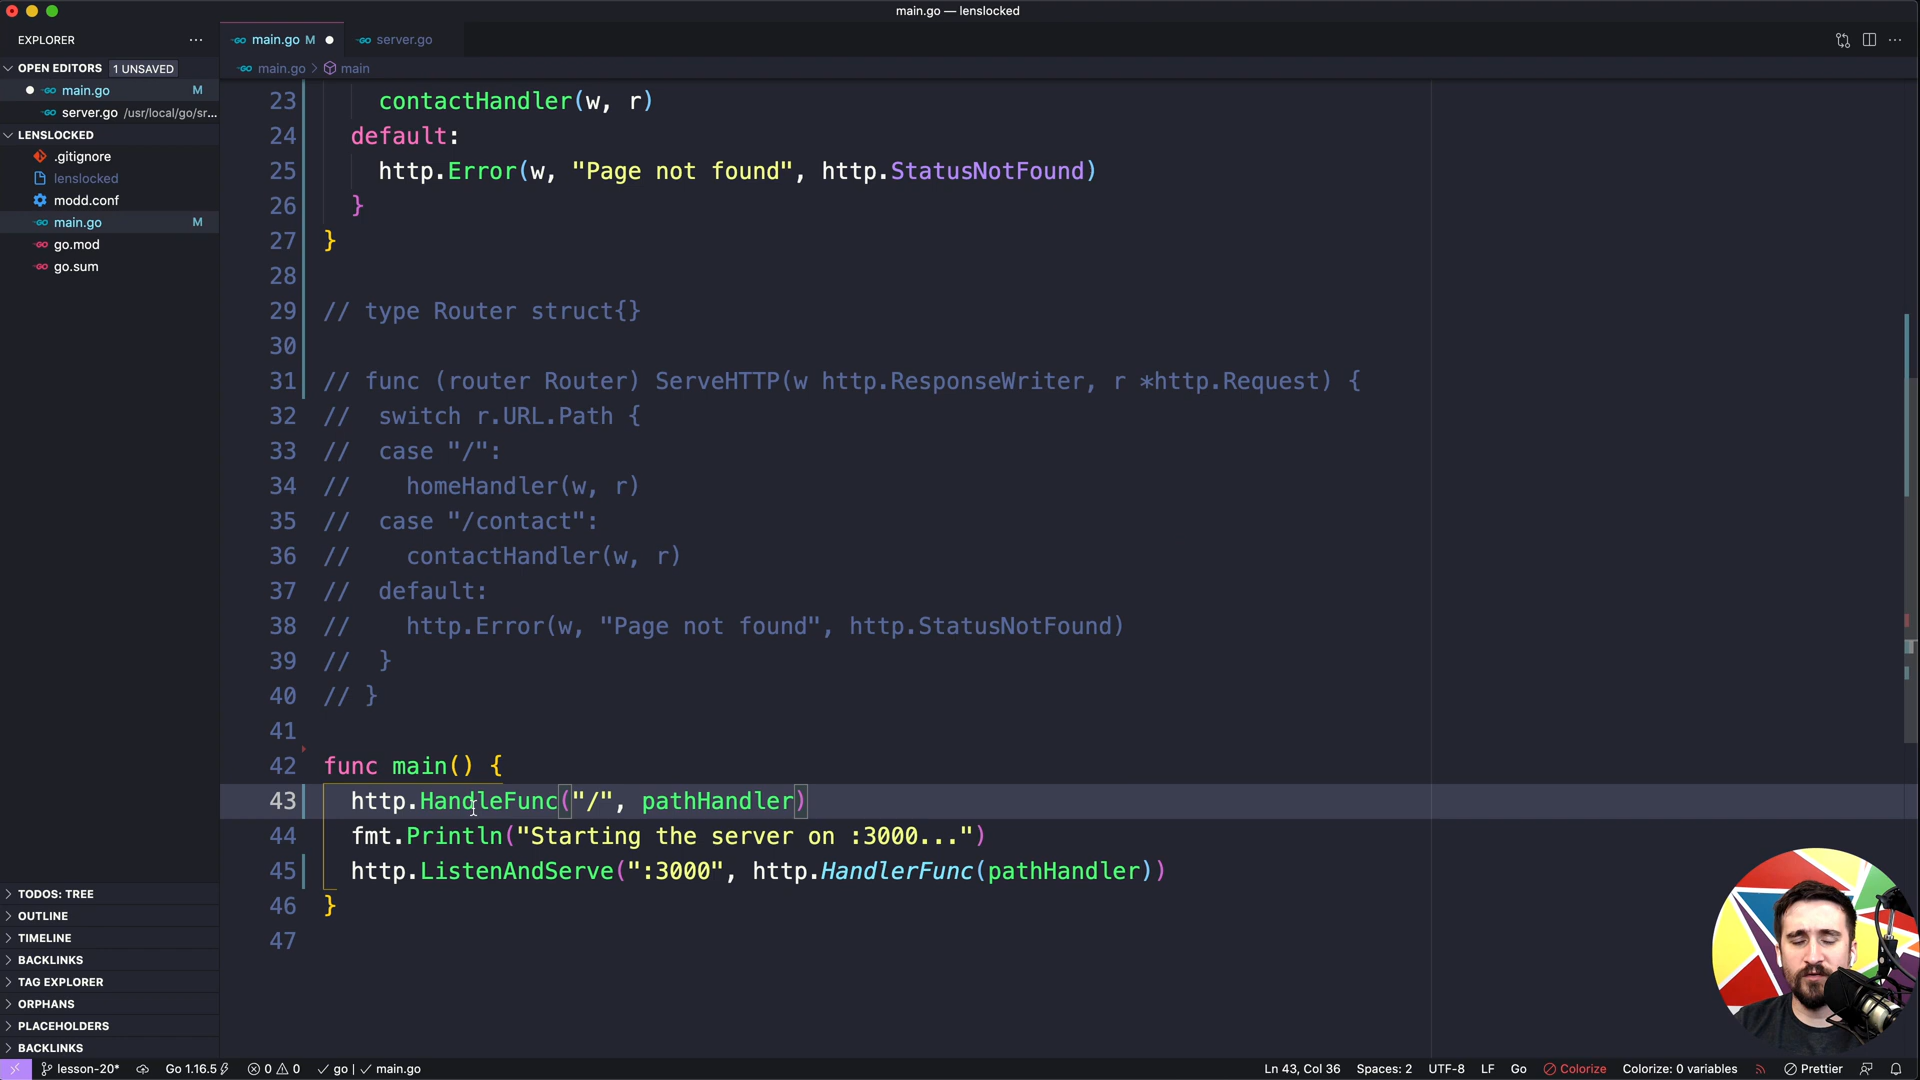 main.go — lenslocked
EXPLORER
···
main.go M
server.go
···
OPEN EDITORS 1 UNSAVED
main.go > main
main.go M
server.go /usr/local/go/sr...
LENSLOCKED
.gitignore
lenslocked
modd.conf
main.go M
go.mod
go.sum
23 contactHandler(w, r)
24 default:
25 http.Error(w, "Page not found", http.StatusNotFound)
26 }
27 }
28
29 // type Router struct{}
30
31 // func (router Router) ServeHTTP(w http.ResponseWriter, r *http.Request) {
32 // switch r.URL.Path {
33 // case "/":
34 // homeHandler(w, r)
35 // case "/contact":
36 // contactHandler(w, r)
37 // default:
38 // http.Error(w, "Page not found", http.StatusNotFound)
39 // }
40 // }
41
42 func main() {
43 http.HandleFunc("/", pathHandler)
44 fmt.Println("Starting the server on :3000...")
45 http.ListenAndServe(":3000", http.HandlerFunc(pathHandler))
46 }
47
TODOS: TREE
OUTLINE
TIMELINE
BACKLINKS
TAG EXPLORER
ORPHANS
PLACEHOLDERS
BACKLINKS
lesson-20* Go 1.16.5 0 0 ✓ go | ✓ main.go Ln 43, Col 36 Spaces: 2 UTF-8 LF Go Colorize Colorize: 0 variables Prettier